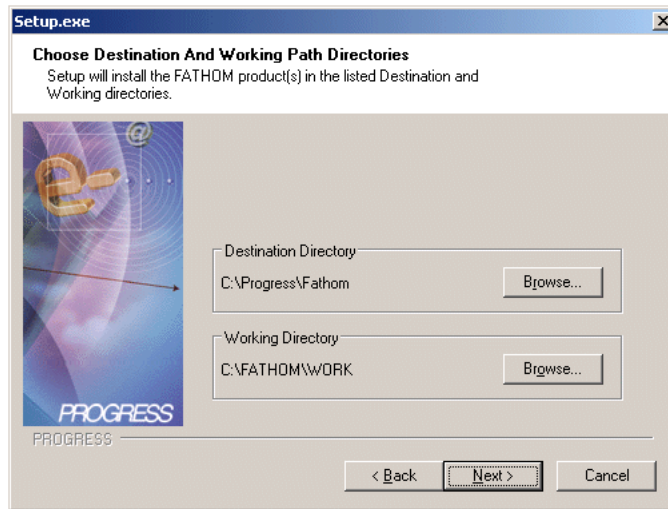 Setup.exe
Choose Destination And Working Path Directories
Setup will install the FATHOM product(s) in the listed Destination and
Working directories.
@
e-
Destination Directory
C:\Progress\Fathom
Browse...
Working Directory
C:\FATHOM\WORK
Browse...
PROGRESS
PROGRESS
< Back
Next >
Cancel